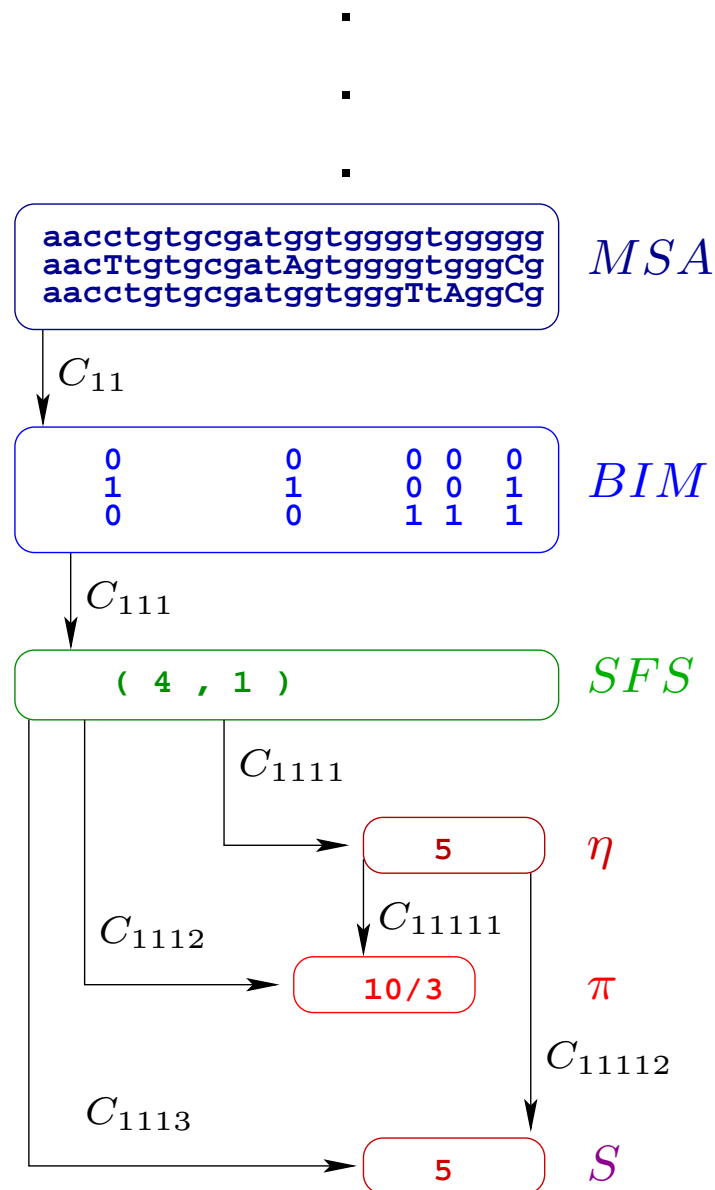 aacctgtgcgatggtggggtggggg
aacTtgtgcgatAgtggggtgggCg
aacctgtgcgatggtgggTtAggCg
MSA
C₁₁
0 0 0 0 0
1 1 0 0 1
0 0 1 1 1
BIM
C₁₁₁
( 4 , 1 )
SFS
C₁₁₁₁
5
η
C₁₁₁₂
C₁₁₁₁₁
10/3
π
C₁₁₁₁₂
C₁₁₁₃
5
S